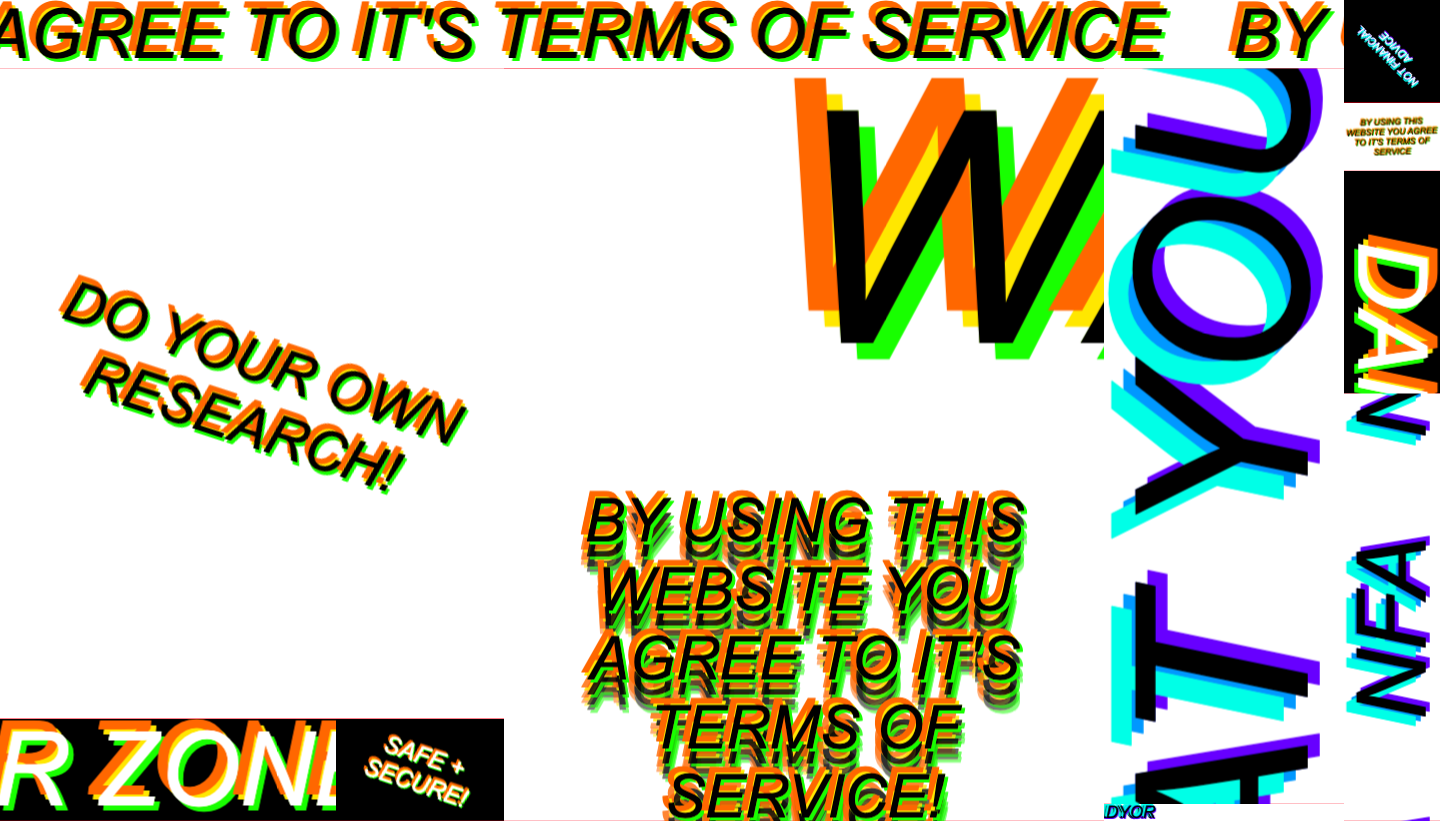 AGREE TO IT'S TERMS OF SERVICE BY
NOT FINANCIAL
ADVICE
BY USING THIS
WEBSITE YOU AGREE
TO IT'S TERMS OF
SERVICE
WA
AT YOU
DAN
DO YOUR OWN
RESEARCH!
BY USING THIS
WEBSITE YOU
AGREE TO IT'S
TERMS OF
SERVICE!
N NFA
R ZONE
SAFE +
SECURE!
DYOR